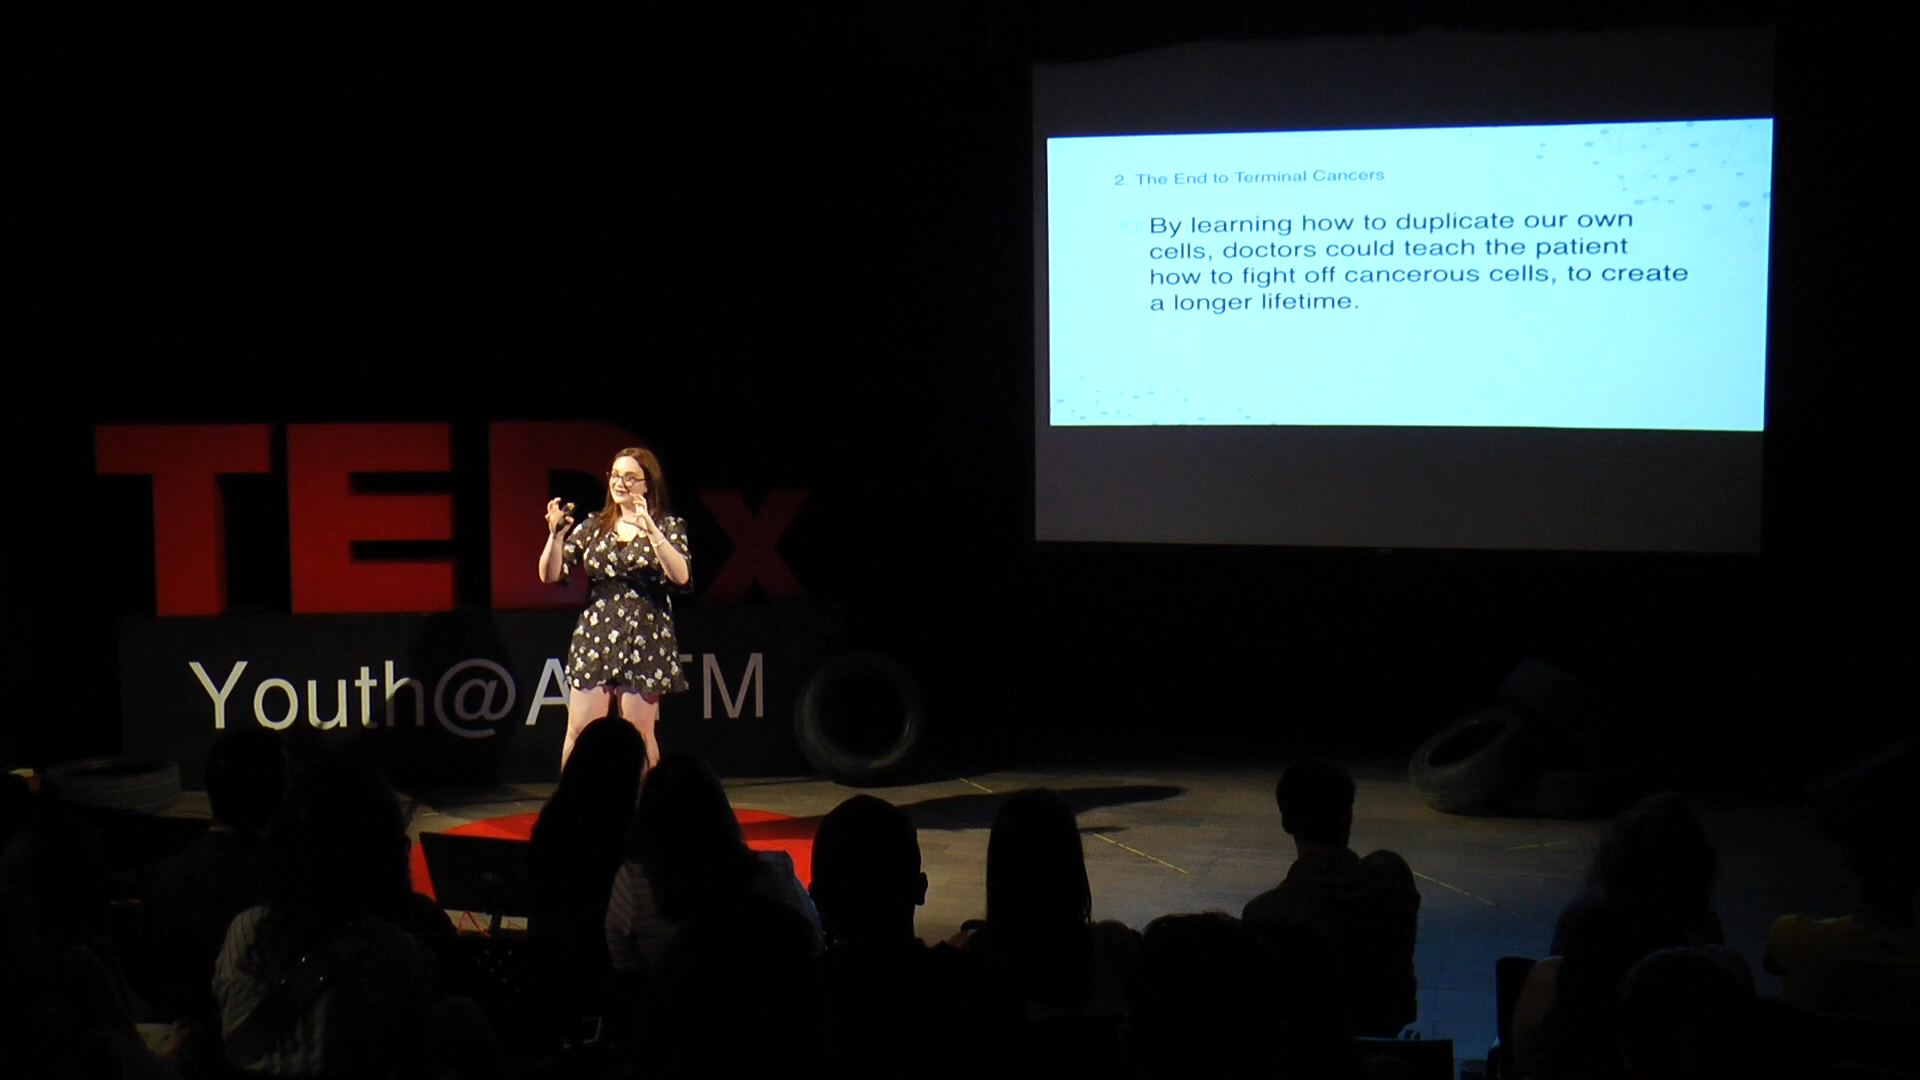 2. The End to Terminal Cancers
By learning how to duplicate our own
cells, doctors could teach the patient
how to fight off cancerous cells, to create
a longer lifetime.
TEDx
Youth@